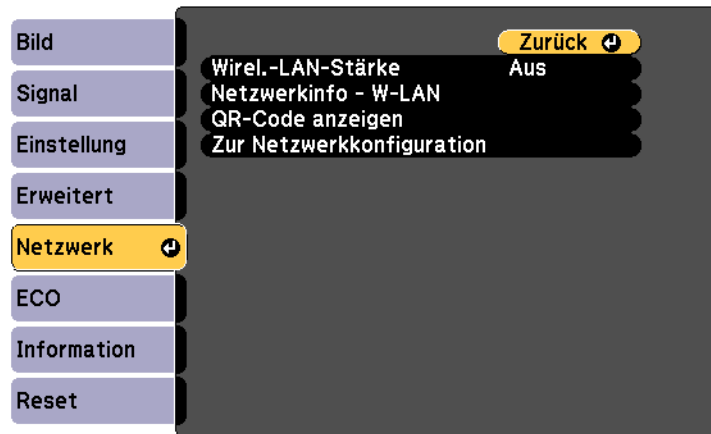 Bild
Signal
Einstellung
Erweitert
Netzwerk
ECO
Information
Reset
Zurück
Wirel.-LAN-Stärke Aus
Netzwerkinfo - W-LAN
QR-Code anzeigen
Zur Netzwerkkonfiguration